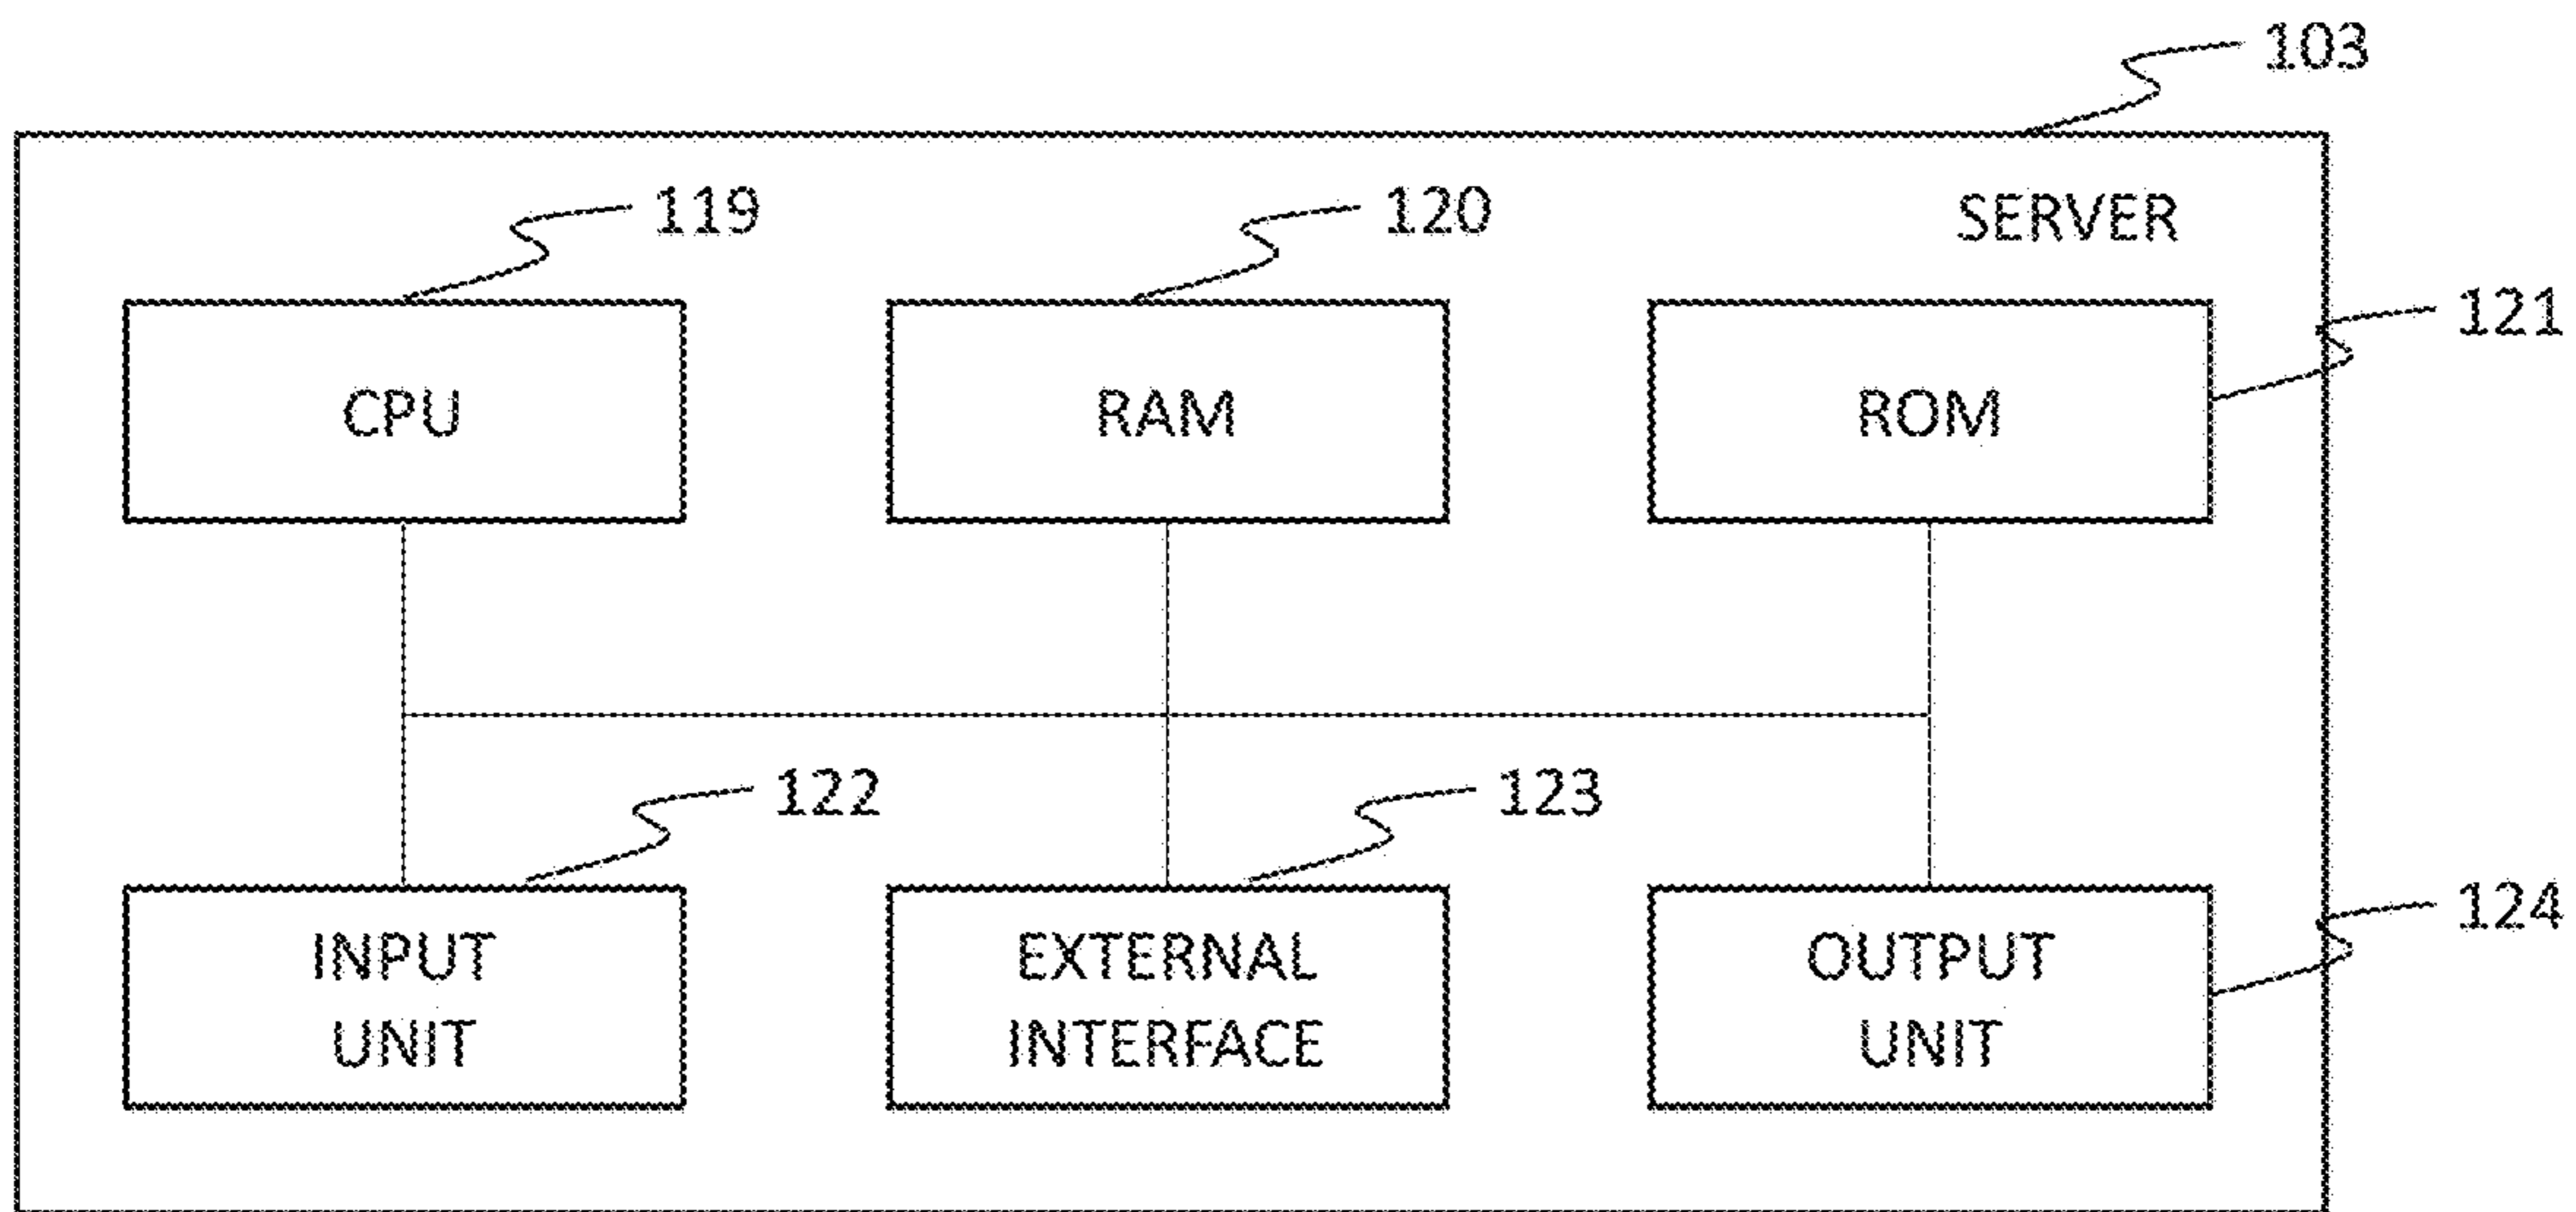 103
119
120
SERVER
121
CPU
RAM
ROM
122
123
124
INPUT
UNIT
EXTERNAL
INTERFACE
OUTPUT
UNIT